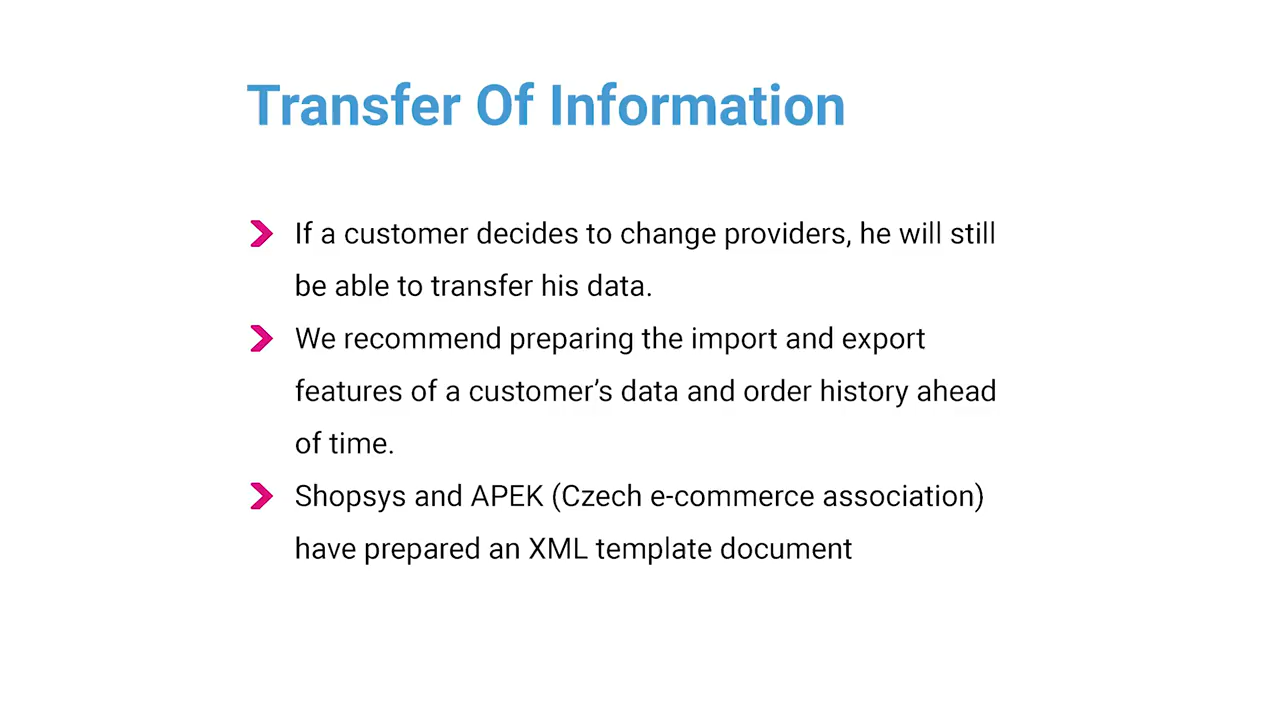 Transfer Of Information
If a customer decides to change providers, he will still
be able to transfer his data.
We recommend preparing the import and export
features of a customer’s data and order history ahead
of time.
Shopsys and APEK (Czech e-commerce association)
have prepared an XML template document